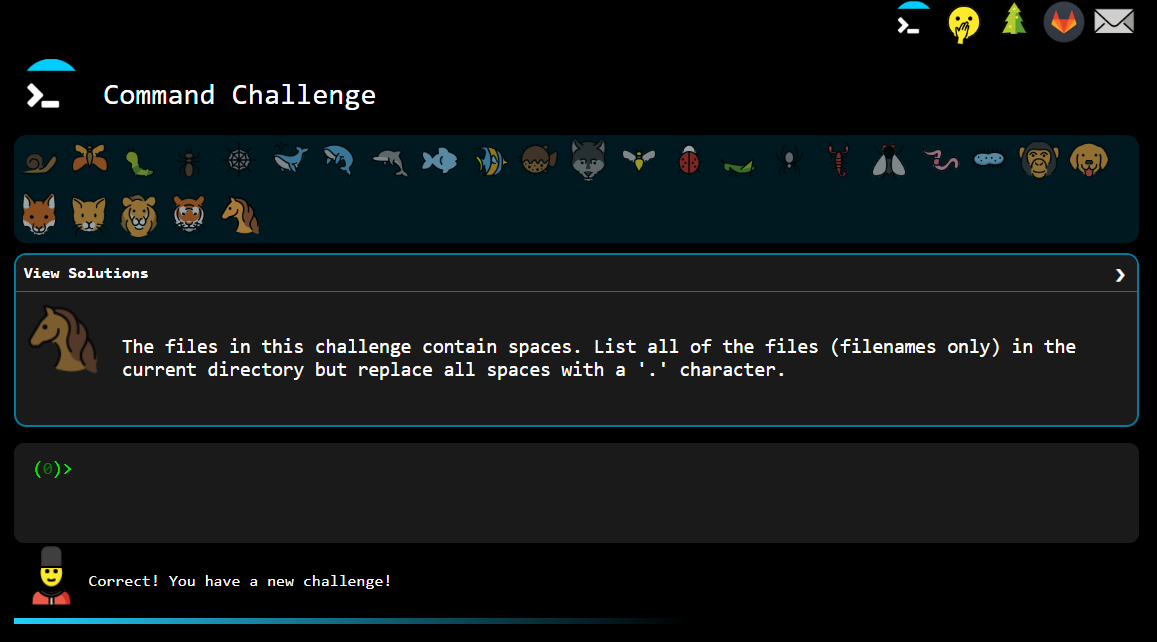 Command Challenge
View Solutions
The files in this challenge contain spaces. List all of the files (filenames only) in the
current directory but replace all spaces with a '.' character.
(0)>
Correct! You have a new challenge!